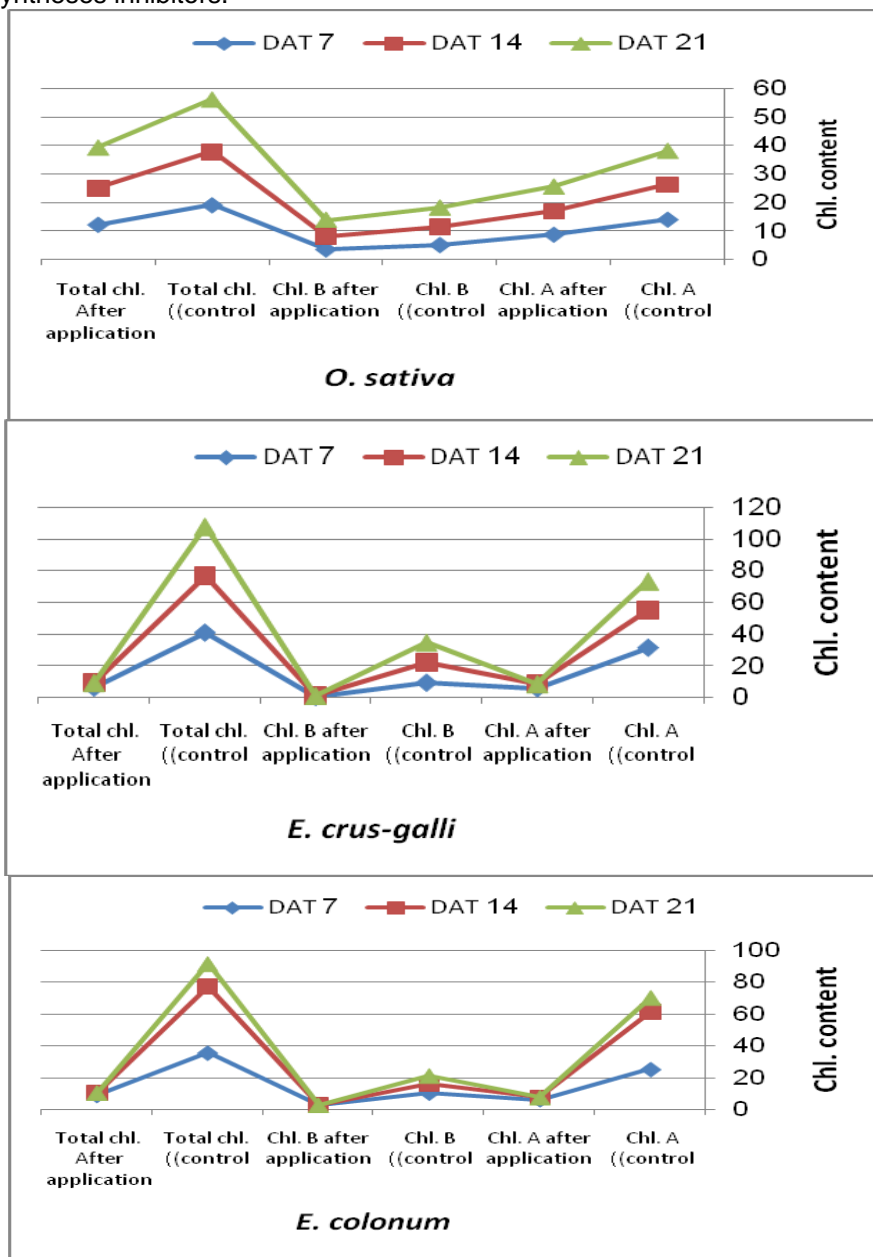 yntheses inhibitors.
DAT 7 DAT 14 DAT 21
60
50
40
30
20
10
0
Chl. content
Total chl. After application
Total chl. ((control
Chl. B after application
Chl. B ((control
Chl. A after application
Chl. A ((control
O. sativa
DAT 7 DAT 14 DAT 21
120
100
80
60
40
20
0
Chl. content
Total chl. After application
Total chl. ((control
Chl. B after application
Chl. B ((control
Chl. A after application
Chl. A ((control
E. crus-galli
DAT 7 DAT 14 DAT 21
100
80
60
40
20
0
Chl. content
Total chl. After application
Total chl. ((control
Chl. B after application
Chl. B ((control
Chl. A after application
Chl. A ((control
E. colonum